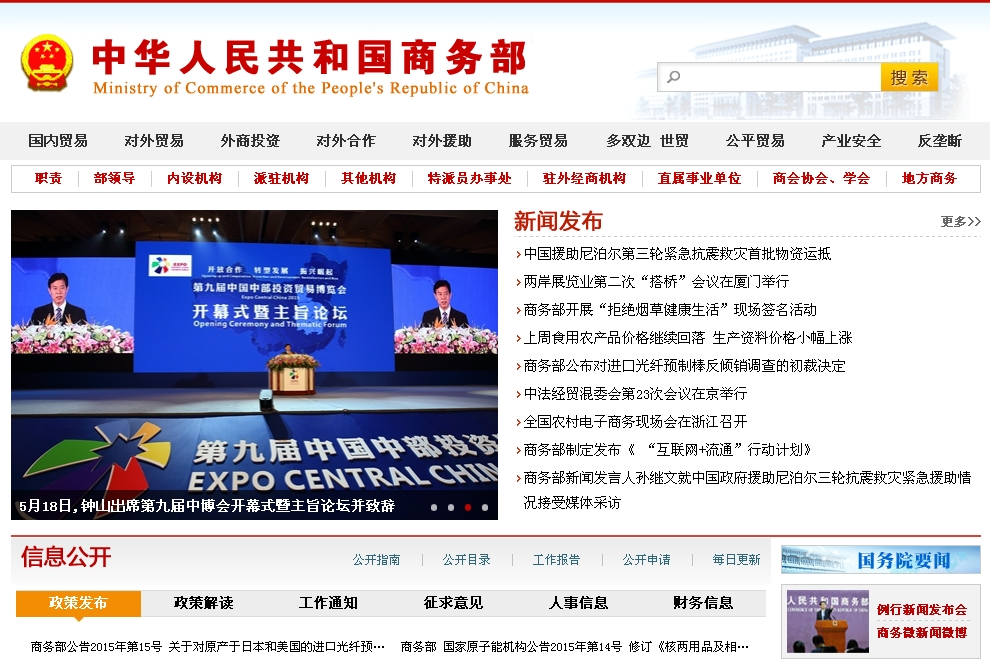 中华人民共和国商务部
Ministry of Commerce of the People's Republic of China
搜 索
国内贸易 对外贸易 外商投资 对外合作 对外援助 服务贸易 多双边 世贸 公平贸易 产业安全 反垄断
职责 部领导 内设机构 派驻机构 其他机构 特派员办事处 驻外经商机构 直属事业单位 商会协会、学会 地方商务
EXPO
开放合作 转型发展 振兴崛起
第九届中国中部投资贸易博览会
Expo Central China 2015
开幕式暨主旨论坛
Opening Ceremony and Thematic Forum
第九届中国中部投资
EXPO CENTRAL CHIN
5月18日,钟山出席第九届中博会开幕式暨主旨论坛并致辞
新闻发布
更多>>
中国援助尼泊尔第三轮紧急抗震救灾首批物资运抵
两岸展览业第二次“搭桥”会议在厦门举行
商务部开展“拒绝烟草健康生活”现场签名活动
上周食用农产品价格继续回落 生产资料价格小幅上涨
商务部公布对进口光纤预制棒反倾销调查的初裁决定
中法经贸混委会第23次会议在京举行
全国农村电子商务现场会在浙江召开
商务部制定发布《 “互联网+流通”行动计划》
商务部新闻发言人孙继文就中国政府援助尼泊尔三轮抗震救灾紧急援助情
况接受媒体采访
信息公开
公开指南 公开目录 工作报告 公开申请 每日更新
政策发布 政策解读 工作通知 征求意见 人事信息 财务信息
商务部公告2015年第15号 关于对原产于日本和美国的进口光纤预…
商务部 国家原子能机构公告2015年第14号 修订《核两用品及相…
国务院要闻
人民共和国商务部
例行新闻发布会
商务微新闻微博